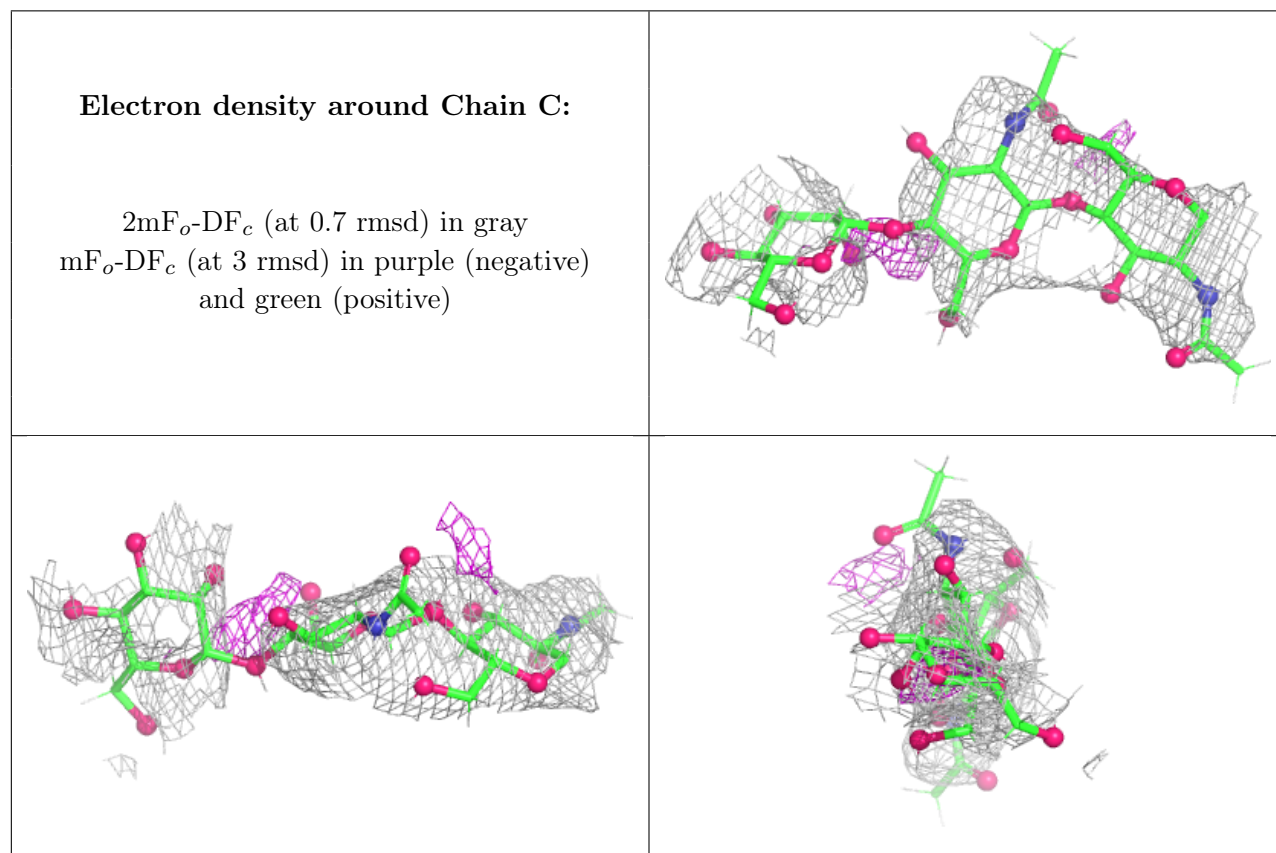 Electron density around Chain C:
2mFo-DFc (at 0.7 rmsd) in gray
mFo-DFc (at 3 rmsd) in purple (negative)
and green (positive)